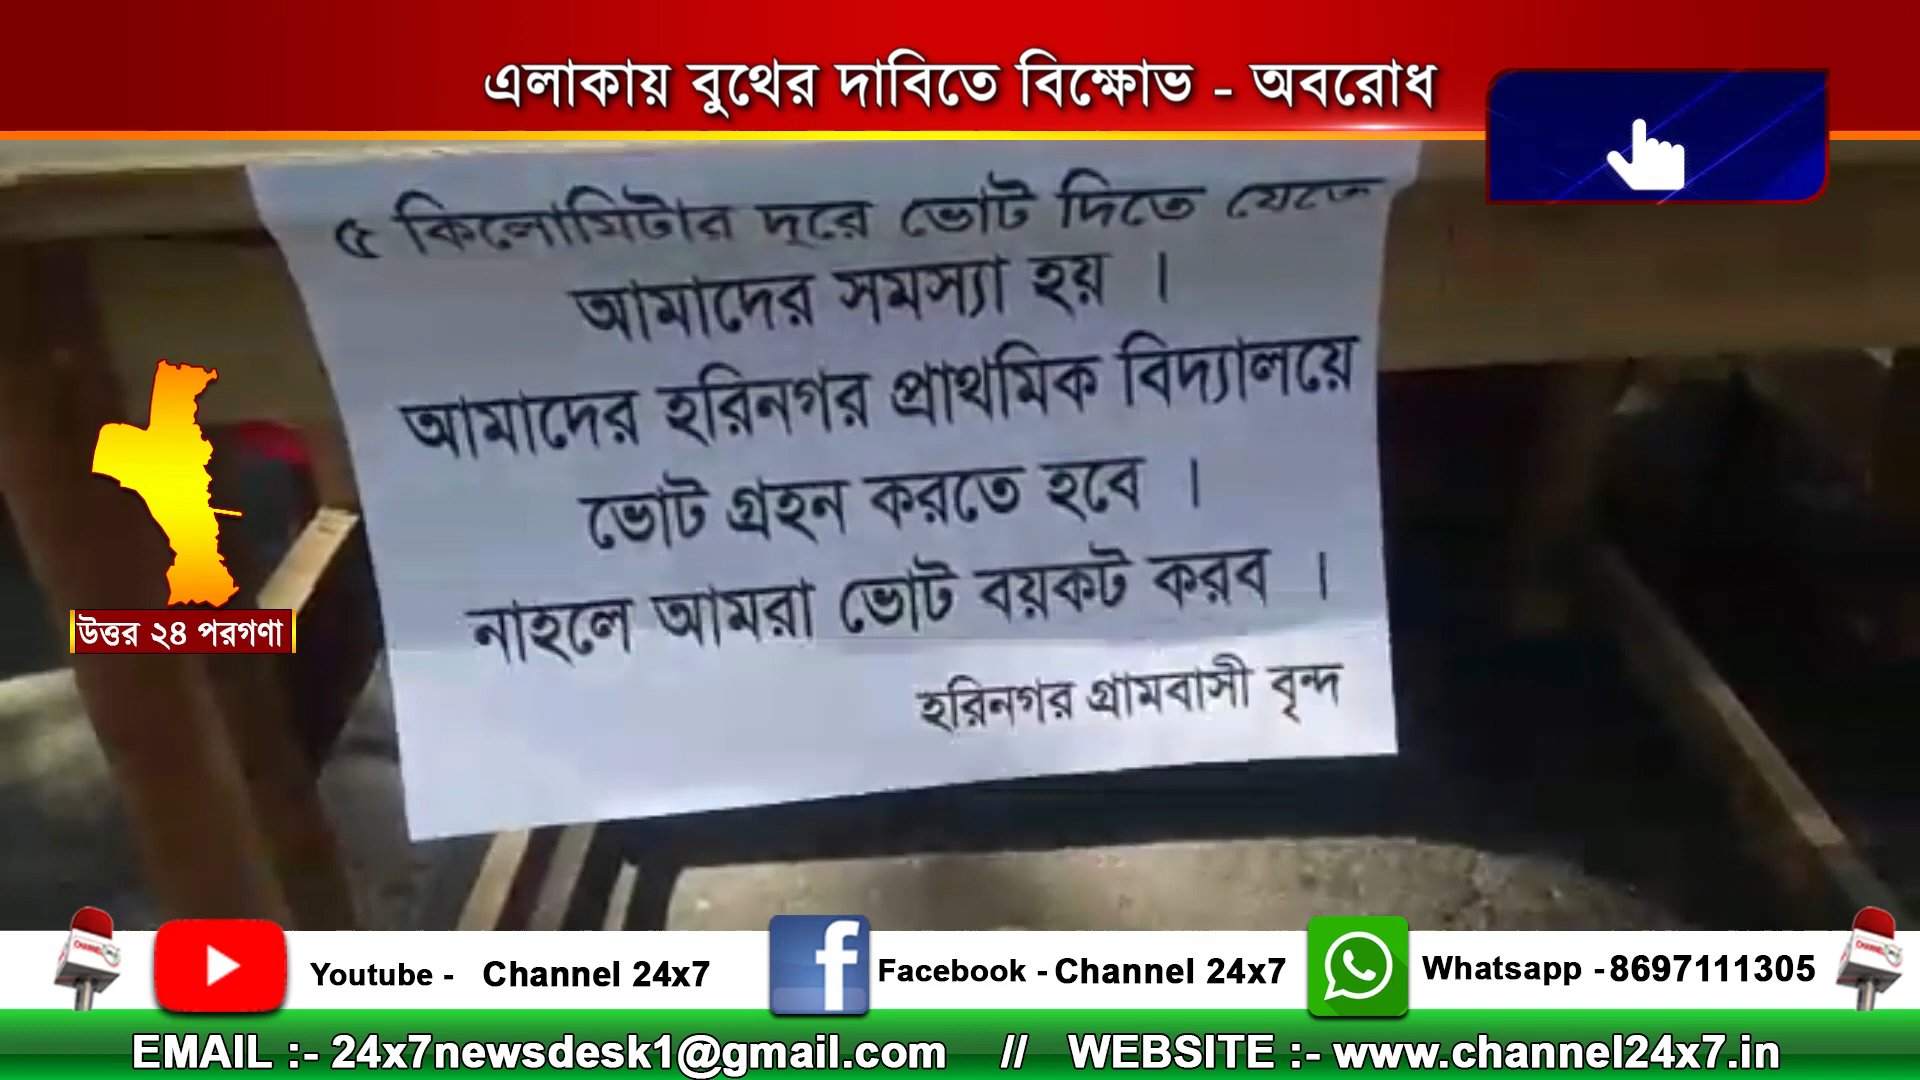 এলাকায় বুথের দাবিতে বিক্ষোভ - অবরোধ
৫ কিলোমিটার দূরে ভোট দিতে যেতে
আমাদের সমস্যা হয় ।
আমাদের হরিনগর প্রাথমিক বিদ্যালয়ে
ভোট গ্রহন করতে হবে ।
নাহলে আমরা ভোট বয়কট করব ।
হরিনগর গ্রামবাসী বৃন্দ
উত্তর ২৪ পরগণা
Youtube - Channel 24x7
Facebook - Channel 24x7
Whatsapp -8697111305
EMAIL :- 24x7newsdesk1@gmail.com // WEBSITE :- www.channel24x7.in